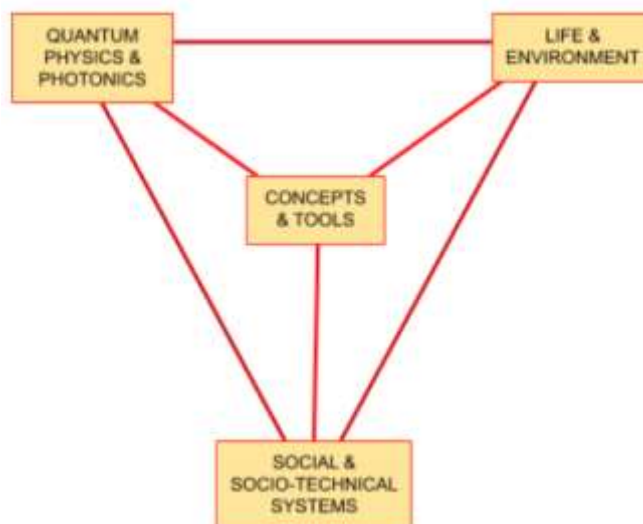 QUANTUM
PHYSICS &
PHOTONICS
LIFE &
ENVIRONMENT
CONCEPTS
& TOOLS
SOCIAL &
SOCIO-TECHNICAL
SYSTEMS